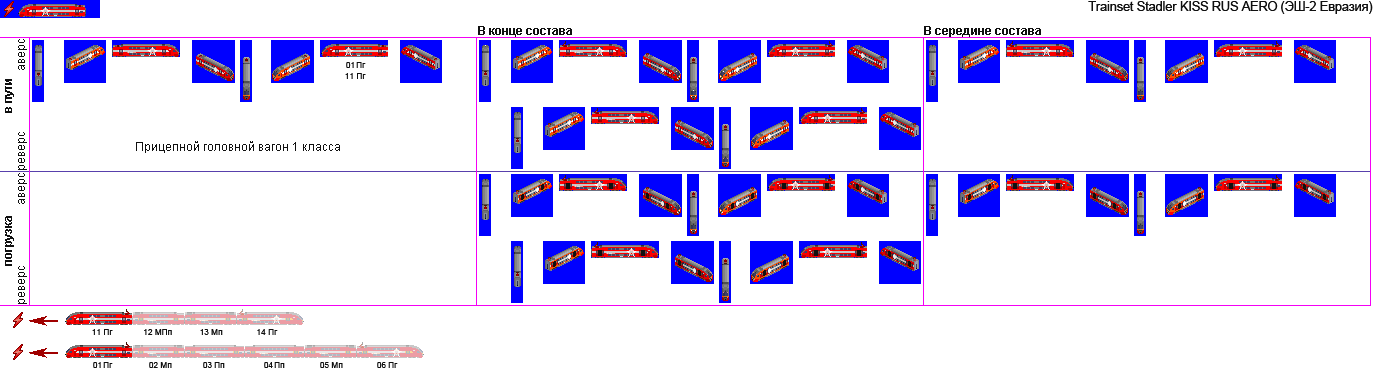 Trainset Stadler KISS RUS AERO (ЭШ-2 Евразия)
В конце состава
В середине состава
в пути
аверс
реверс
01 Пг
11 Пг
Прицепной головной вагон 1 класса
погрузка
аверс
реверс
11 Пг 12 МПп 13 Мп 14 Пг
01 Пг 02 Мп 03 Пп 04 Пп 05 Мп 06 Пг